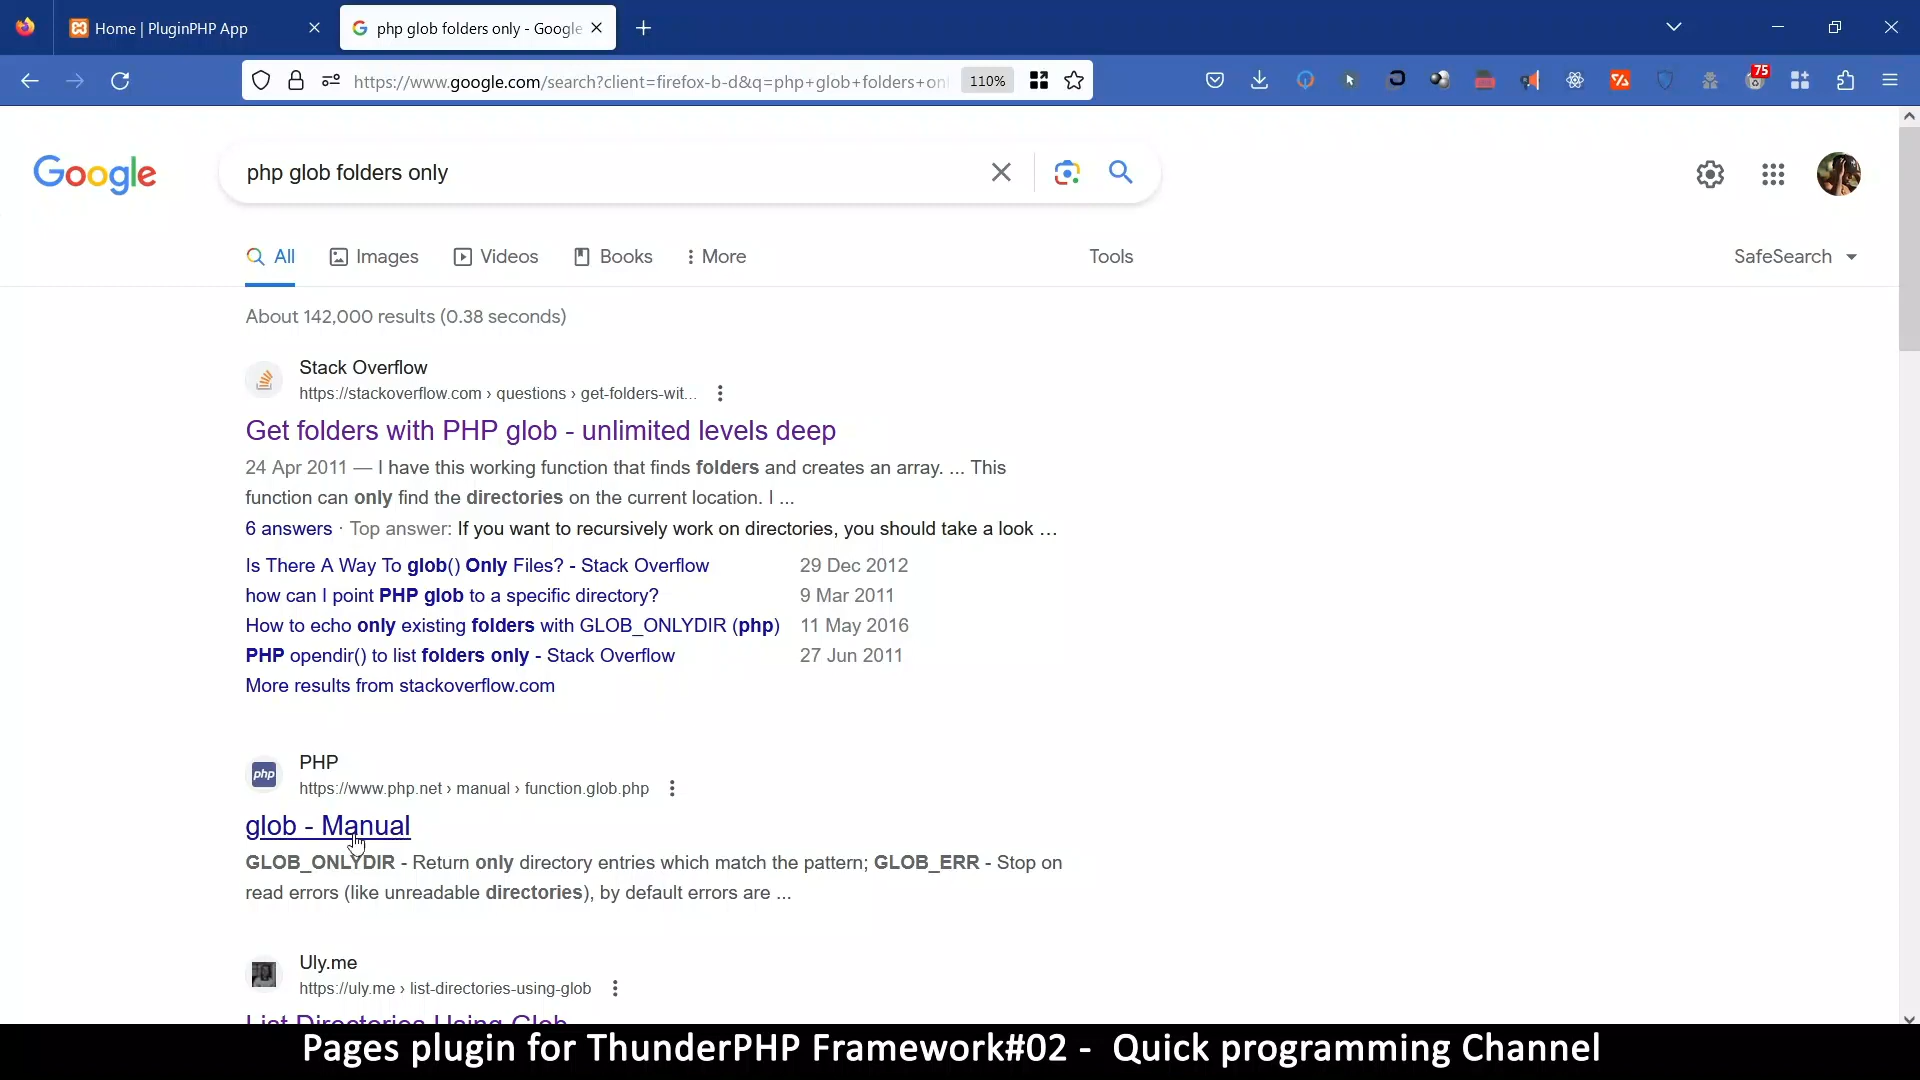 Home | PluginPHP App
php glob folders only - Google
https://www.google.com/search?client=firefox-b-d&q=php+glob+folders+on
110%
75
Google
php glob folders only
All
Images
Videos
Books
More
Tools
SafeSearch
About 142,000 results (0.38 seconds)
Stack Overflow
https://stackoverflow.com › questions › get-folders-wit...
Get folders with PHP glob - unlimited levels deep
24 Apr 2011 — I have this working function that finds folders and creates an array. ... This
function can only find the directories on the current location. I ...
6 answers · Top answer: If you want to recursively work on directories, you should take a look ...
Is There A Way To glob() Only Files? - Stack Overflow 29 Dec 2012
how can I point PHP glob to a specific directory? 9 Mar 2011
How to echo only existing folders with GLOB_ONLYDIR (php) 11 May 2016
PHP opendir() to list folders only - Stack Overflow 27 Jun 2011
More results from stackoverflow.com
php
PHP
https://www.php.net › manual › function.glob.php
glob - Manual
GLOB_ONLYDIR - Return only directory entries which match the pattern; GLOB_ERR - Stop on
read errors (like unreadable directories), by default errors are ...
Uly.me
https://uly.me › list-directories-using-glob
List Directories Using Glob
Pages plugin for ThunderPHP Framework#02 - Quick programming Channel